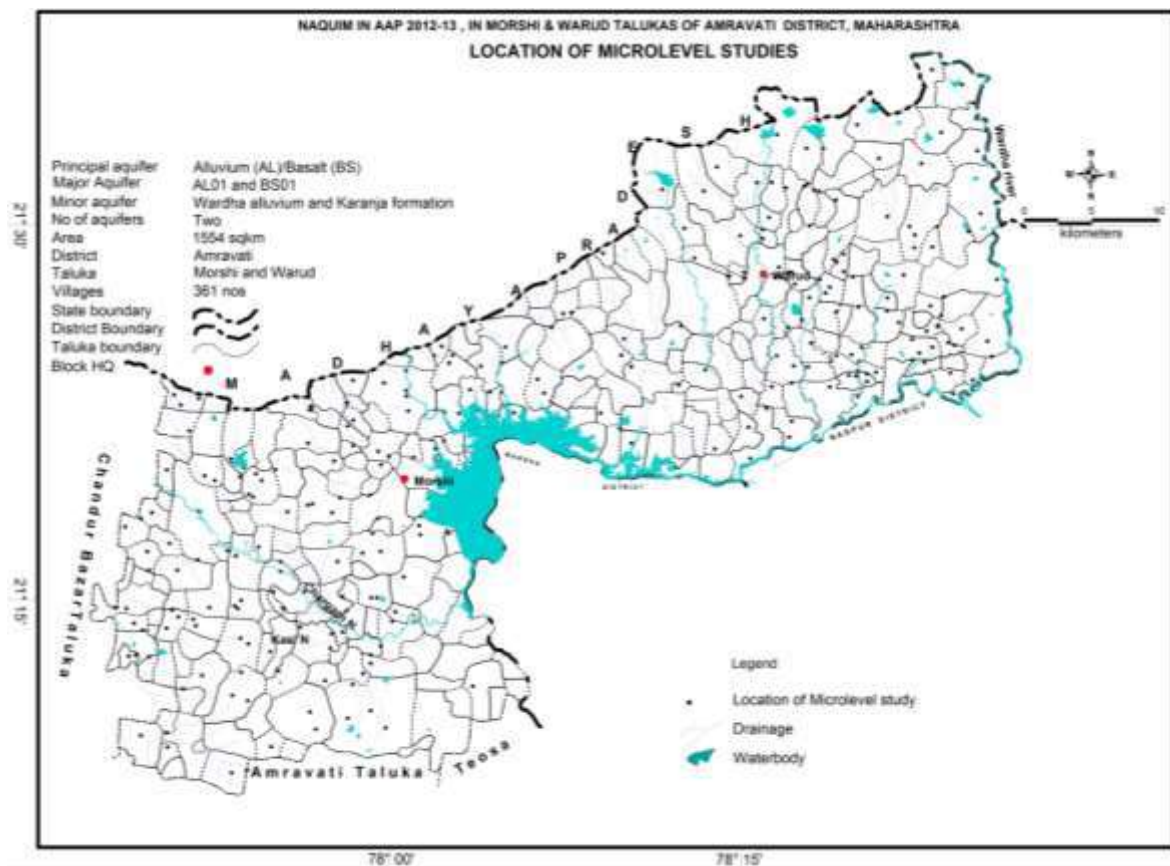 NAQUIM IN AAP 2012-13 , IN MORSHI & WARUD TALUKAS OF AMRAVATI DISTRICT, MAHARASHTRA
LOCATION OF MICROLEVEL STUDIES
Principal aquifer Alluvium (AL)/Basalt (BS)
Major Aquifer AL01 and BS01
Minor aquifer Wardha alluvium and Karanja formation
No of aquifers Two
Area 1554 sqkm
District Amravati
Taluka Morshi and Warud
Villages 361 nos
State boundary
District Boundary
Taluka boundary
Block HQ
M A D H A Y A P R A D E S H
Wardha river
N
W E
S
kilometers
21° 30'
Warud
NAGPUR DISTRICT
DISTRICT
Morshi
Chandur BazarTaluka
21° 15'
Amravati Taluka
Teosa
Legend
Location of Microlevel study
Drainage
Waterbody
78° 00'
78° 15'